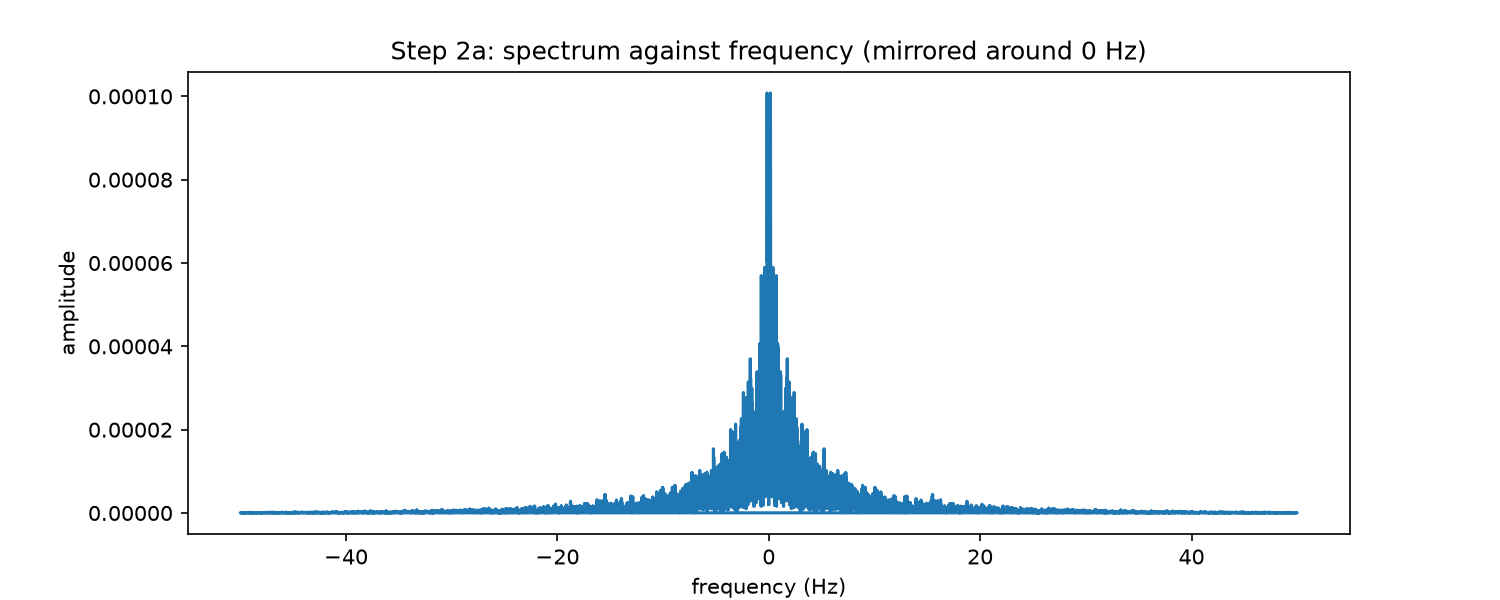 Step 2a: spectrum against frequency (mirrored around 0 Hz)
amplitude
0.00010
0.00008
0.00006
0.00004
0.00002
0.00000
−40 −20 0 20 40
frequency (Hz)